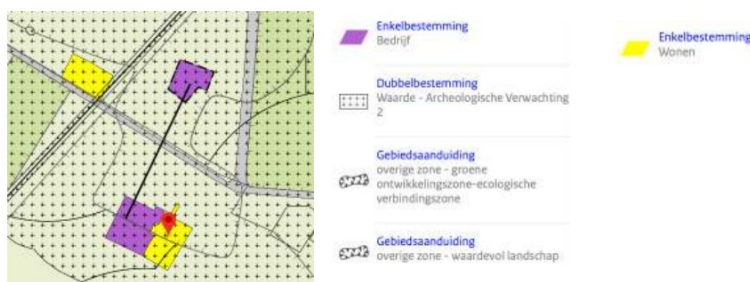 Enkelbestemming
Bedrijf
Dubbelbestemming
Waarde - Archeologische Verwachting
2
Gebiedsaanduiding
overige zone - groene
ontwikkelingszone-ecologische
verbindingszone
Gebiedsaanduiding
overige zone - waardevol landschap
Enkelbestemming
Wonen